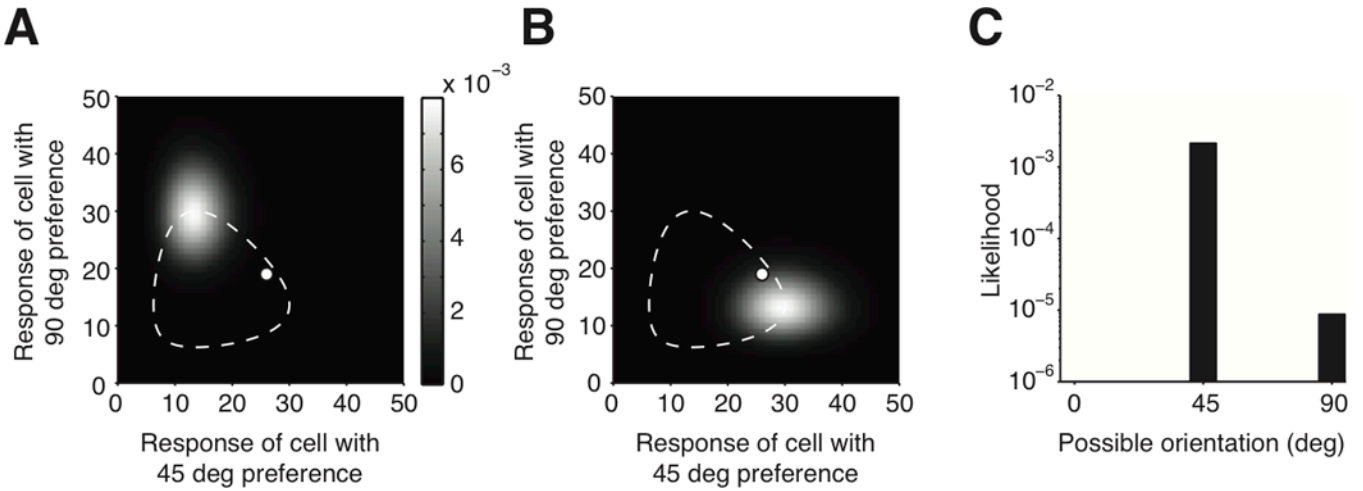 A
B
C
x 10⁻³
50
40
30
20
10
0
0 10 20 30 40 50
Response of cell with
90 deg preference
Response of cell with
45 deg preference
6
4
2
0
50
40
30
20
10
0
0 10 20 30 40 50
Response of cell with
90 deg preference
Response of cell with
45 deg preference
10⁻²
10⁻³
10⁻⁴
10⁻⁵
10⁻⁶
Likelihood
0 45 90
Possible orientation (deg)